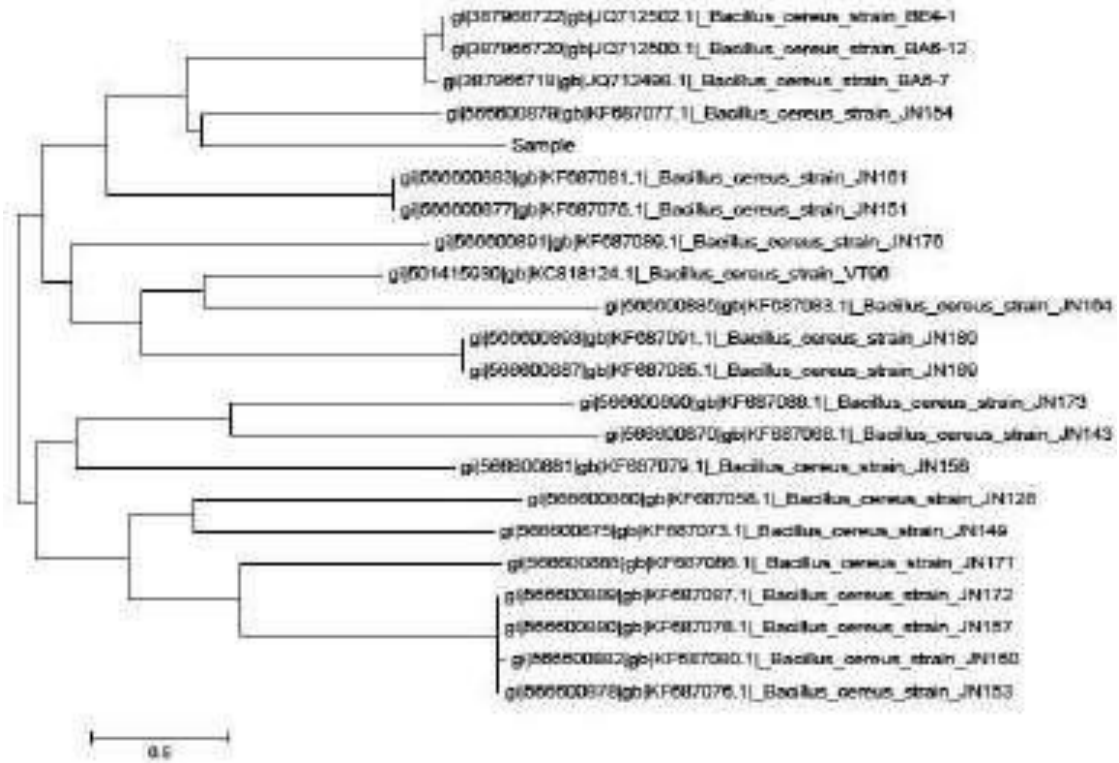 gi|387966722|gb|JQ712502.1|_Bacillus_cereus_strain_BE4-1
gi|387966720|gb|JQ712500.1|_Bacillus_cereus_strain_BA6-12
gi|387966718|gb|JQ712498.1|_Bacillus_cereus_strain_BA6-7
gi|566600879|gb|KF687077.1|_Bacillus_cereus_strain_JN154
Sample
gi|566600883|gb|KF687081.1|_Bacillus_cereus_strain_JN161
gi|566600877|gb|KF687075.1|_Bacillus_cereus_strain_JN151
gi|566600891|gb|KF687089.1|_Bacillus_cereus_strain_JN176
gi|501415930|gb|KC818124.1|_Bacillus_cereus_strain_VT96
gi|566600885|gb|KF687083.1|_Bacillus_cereus_strain_JN164
gi|566600893|gb|KF687091.1|_Bacillus_cereus_strain_JN180
gi|566600887|gb|KF687085.1|_Bacillus_cereus_strain_JN169
gi|566600890|gb|KF687088.1|_Bacillus_cereus_strain_JN173
gi|566600870|gb|KF687068.1|_Bacillus_cereus_strain_JN143
gi|566600881|gb|KF687079.1|_Bacillus_cereus_strain_JN158
gi|566600860|gb|KF687058.1|_Bacillus_cereus_strain_JN128
gi|566600875|gb|KF687073.1|_Bacillus_cereus_strain_JN149
gi|566600888|gb|KF687086.1|_Bacillus_cereus_strain_JN171
gi|566600889|gb|KF687087.1|_Bacillus_cereus_strain_JN172
gi|566600880|gb|KF687078.1|_Bacillus_cereus_strain_JN157
gi|566600882|gb|KF687080.1|_Bacillus_cereus_strain_JN160
gi|566600878|gb|KF687076.1|_Bacillus_cereus_strain_JN153
0.5